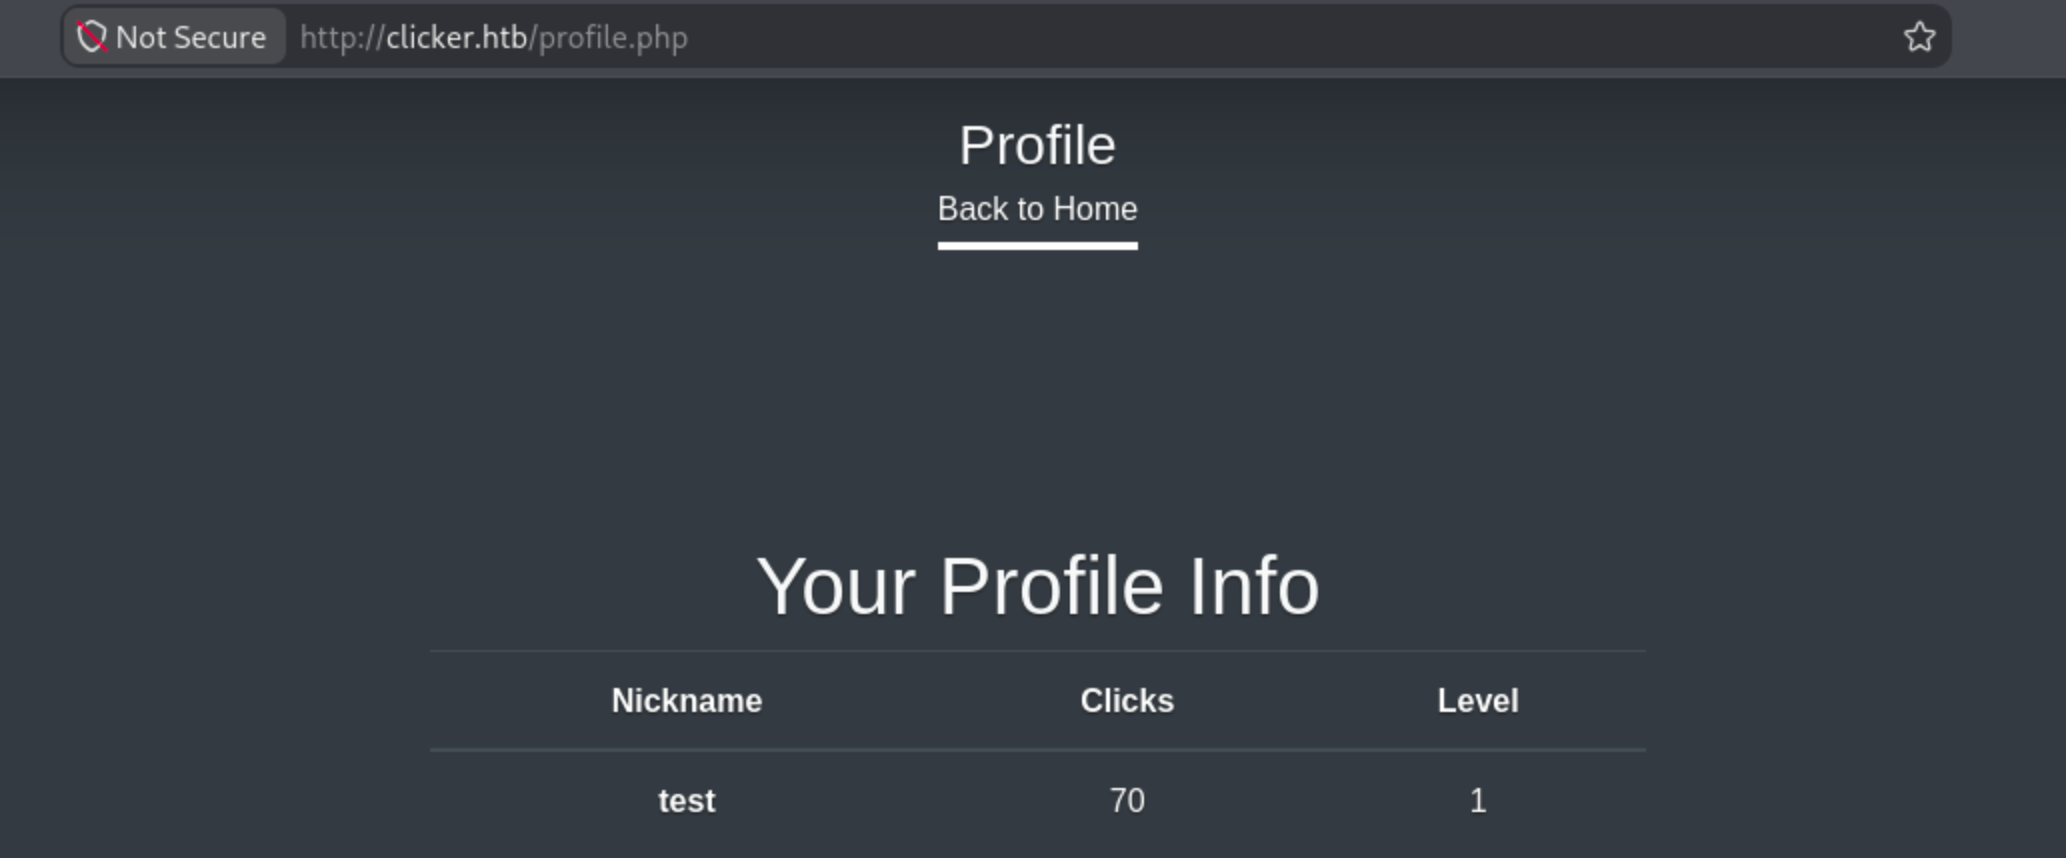 Not Secure http://clicker.htb/profile.php
Profile
Back to Home
Your Profile Info
Nickname Clicks Level
test 70 1